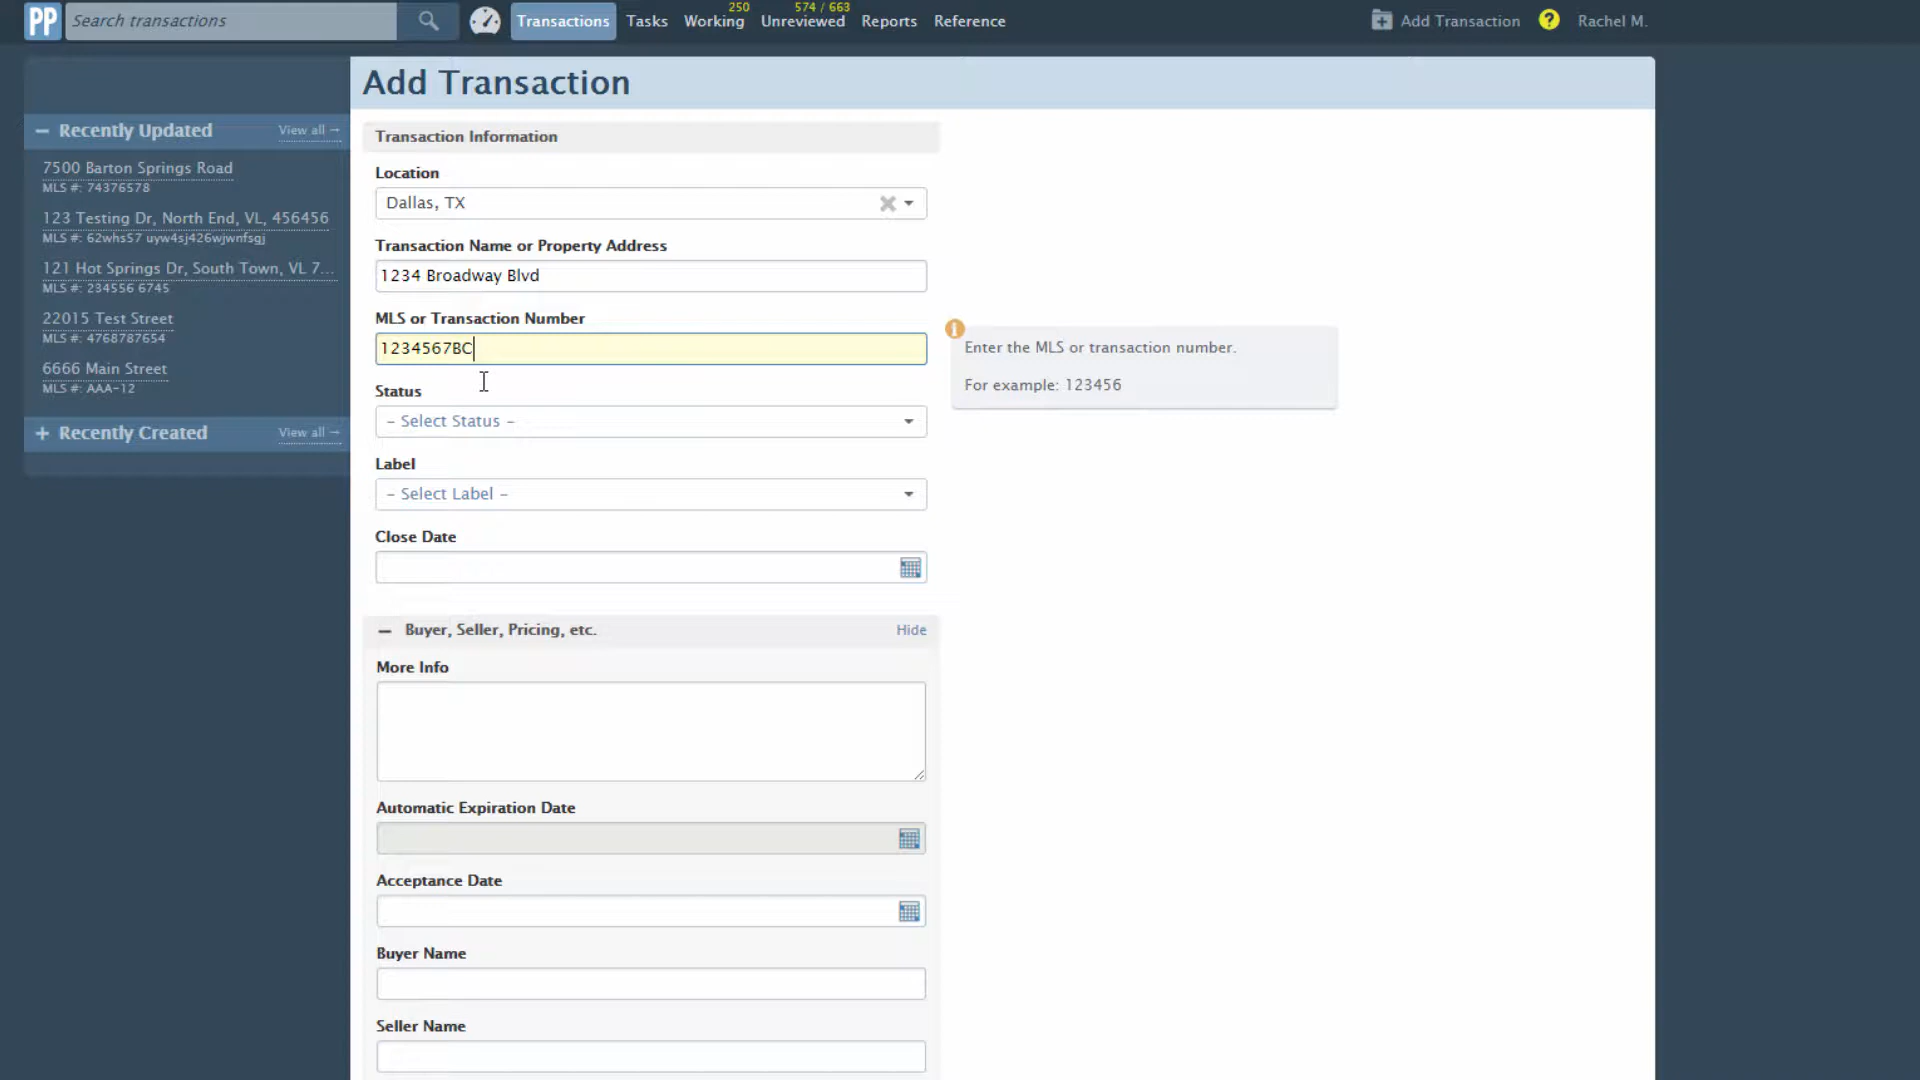 PP Search transactions Transactions Tasks Working 250 Unreviewed 574 / 663 Reports Reference Add Transaction ? Rachel M.
Add Transaction
− Recently Updated View all →
7500 Barton Springs Road
MLS #: 74376578
123 Testing Dr, North End, VL, 456456
MLS #: 62whs57 uyw4sj426wjwnfsgj
121 Hot Springs Dr, South Town, VL 7...
MLS #: 234556 6745
22015 Test Street
MLS #: 4768787654
6666 Main Street
MLS #: AAA-12
+ Recently Created View all →
Transaction Information
Location
Dallas, TX
Transaction Name or Property Address
1234 Broadway Blvd
MLS or Transaction Number
1234567BC
Enter the MLS or transaction number.
For example: 123456
Status
– Select Status –
Label
– Select Label –
Close Date
− Buyer, Seller, Pricing, etc. Hide
More Info
Automatic Expiration Date
Acceptance Date
Buyer Name
Seller Name